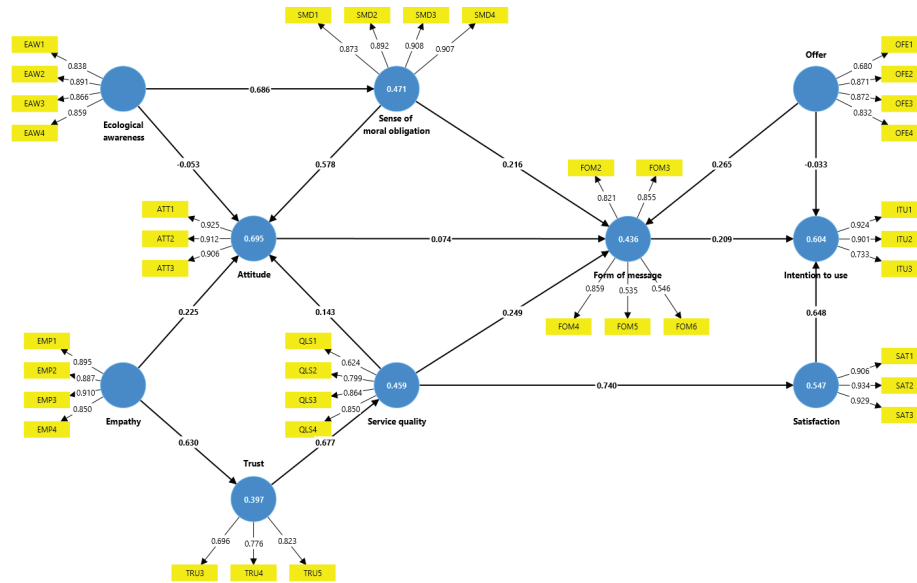 SMD1
SMD2
SMD3
SMD4
0.873
0.892
0.908
0.907
EAW1
EAW2
EAW3
EAW4
0.838
0.891
0.866
0.859
Ecological
awareness
0.686
0.471
Sense of
moral obligation
Offer
OFE1
OFE2
OFE3
OFE4
0.680
0.871
0.872
0.832
-0.053
0.578
0.216
0.265
-0.033
FOM2
FOM3
0.821
0.855
ATT1
ATT2
ATT3
0.925
0.912
0.906
0.695
Attitude
0.074
0.436
Form of message
0.209
0.604
Intention to use
ITU1
ITU2
ITU3
0.924
0.901
0.733
0.859
0.535
0.546
FOM4
FOM5
FOM6
0.225
0.143
0.249
0.648
EMP1
EMP2
EMP3
EMP4
0.895
0.887
0.910
0.850
Empathy
QLS1
QLS2
QLS3
QLS4
0.624
0.799
0.864
0.850
0.459
Service quality
0.740
0.547
Satisfaction
SAT1
SAT2
SAT3
0.906
0.934
0.929
0.630
0.677
Trust
0.397
0.696
0.776
0.823
TRU3
TRU4
TRU5